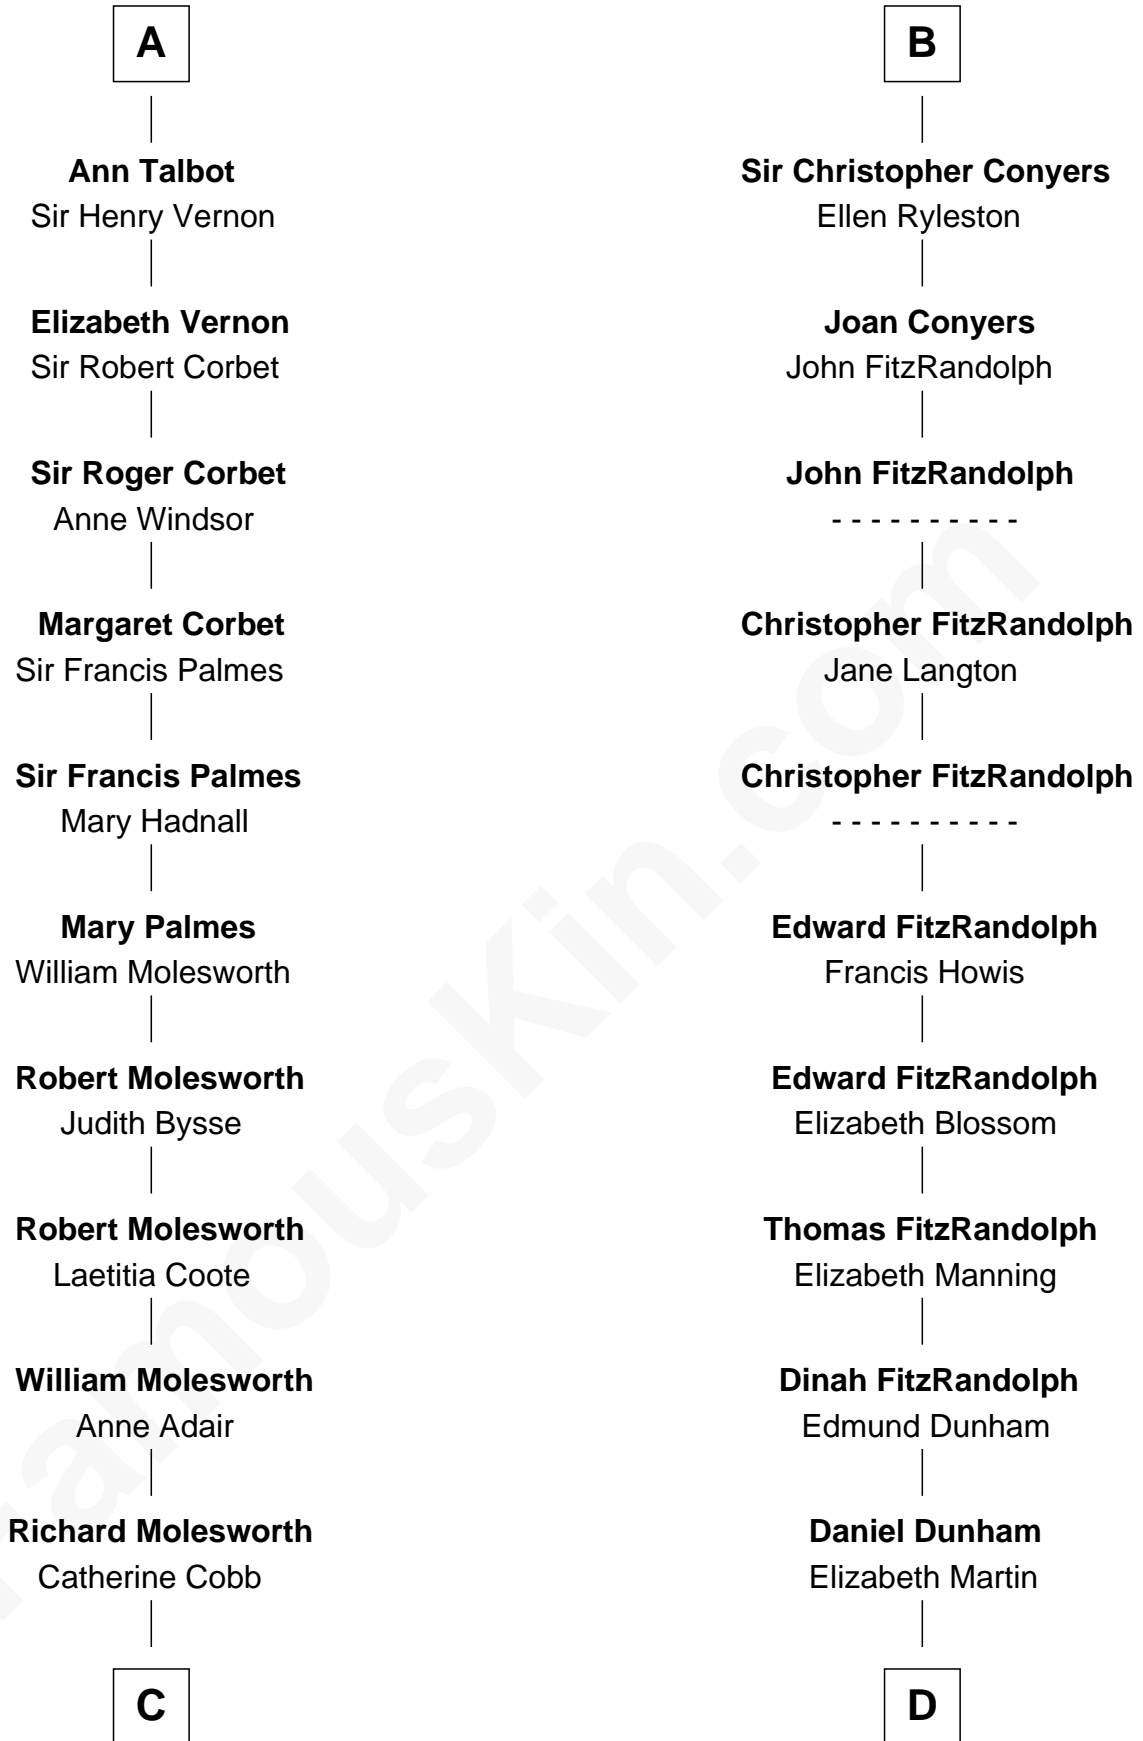 A
Ann Talbot
Sir Henry Vernon
Elizabeth Vernon
Sir Robert Corbet
Sir Roger Corbet
Anne Windsor
Margaret Corbet
Sir Francis Palmes
Sir Francis Palmes
Mary Hadnall
Mary Palmes
William Molesworth
Robert Molesworth
Judith Bysse
Robert Molesworth
Laetitia Coote
William Molesworth
Anne Adair
Richard Molesworth
Catherine Cobb
C
B
Sir Christopher Conyers
Ellen Ryleston
Joan Conyers
John FitzRandolph
John FitzRandolph
- - - - - - - - - -
Christopher FitzRandolph
Jane Langton
Christopher FitzRandolph
- - - - - - - - - -
Edward FitzRandolph
Francis Howis
Edward FitzRandolph
Elizabeth Blossom
Thomas FitzRandolph
Elizabeth Manning
Dinah FitzRandolph
Edmund Dunham
Daniel Dunham
Elizabeth Martin
D
FamousKin.com